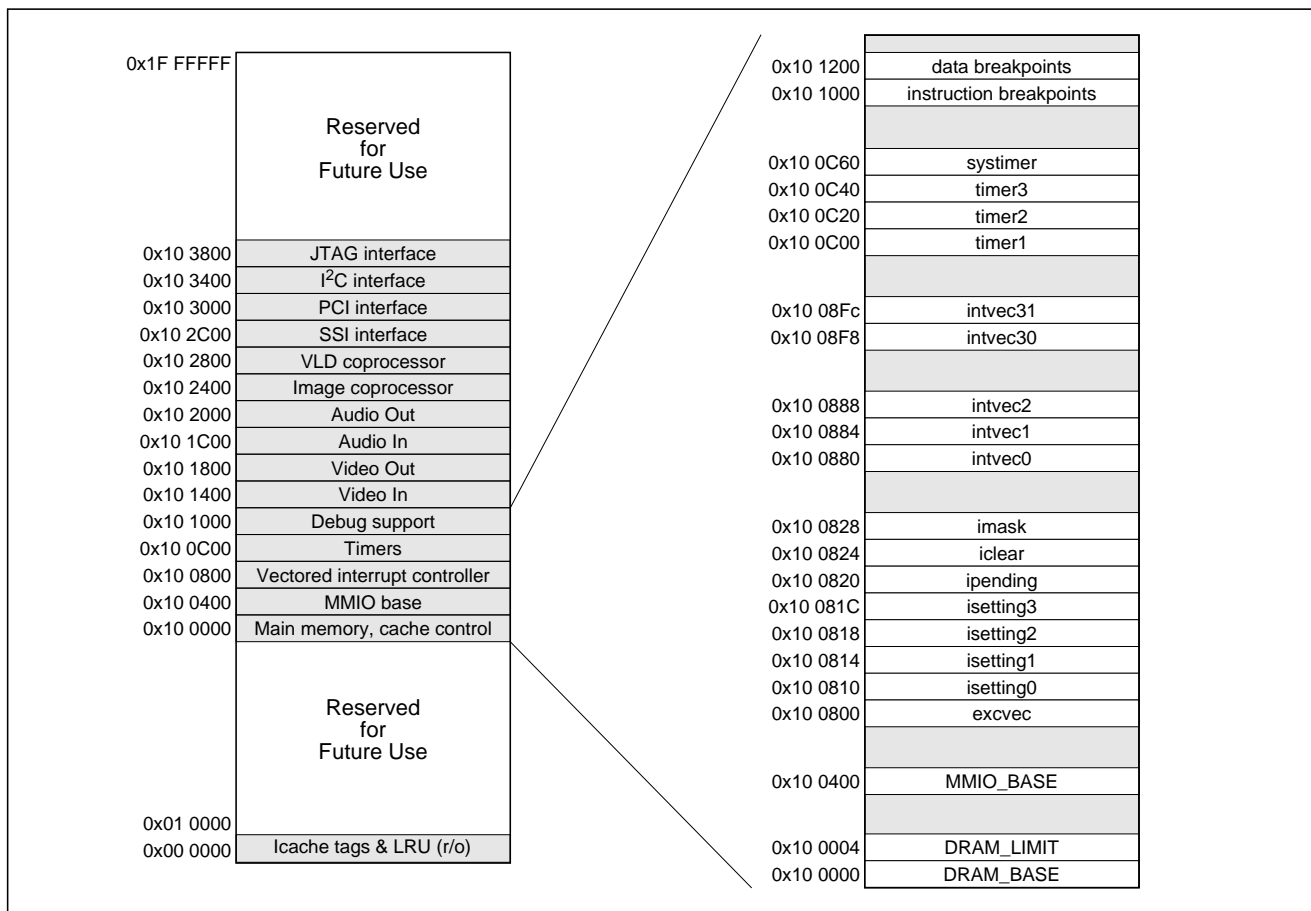 0x1F FFFFF
Reserved
for
Future Use
0x10 3800 JTAG interface
0x10 3400 I²C interface
0x10 3000 PCI interface
0x10 2C00 SSI interface
0x10 2800 VLD coprocessor
0x10 2400 Image coprocessor
0x10 2000 Audio Out
0x10 1C00 Audio In
0x10 1800 Video Out
0x10 1400 Video In
0x10 1000 Debug support
0x10 0C00 Timers
0x10 0800 Vectored interrupt controller
0x10 0400 MMIO base
0x10 0000 Main memory, cache control
Reserved
for
Future Use
0x01 0000
0x00 0000 Icache tags & LRU (r/o)
0x10 1200 data breakpoints
0x10 1000 instruction breakpoints
0x10 0C60 systimer
0x10 0C40 timer3
0x10 0C20 timer2
0x10 0C00 timer1
0x10 08Fc intvec31
0x10 08F8 intvec30
0x10 0888 intvec2
0x10 0884 intvec1
0x10 0880 intvec0
0x10 0828 imask
0x10 0824 iclear
0x10 0820 ipending
0x10 081C isetting3
0x10 0818 isetting2
0x10 0814 isetting1
0x10 0810 isetting0
0x10 0800 excvec
0x10 0400 MMIO_BASE
0x10 0004 DRAM_LIMIT
0x10 0000 DRAM_BASE